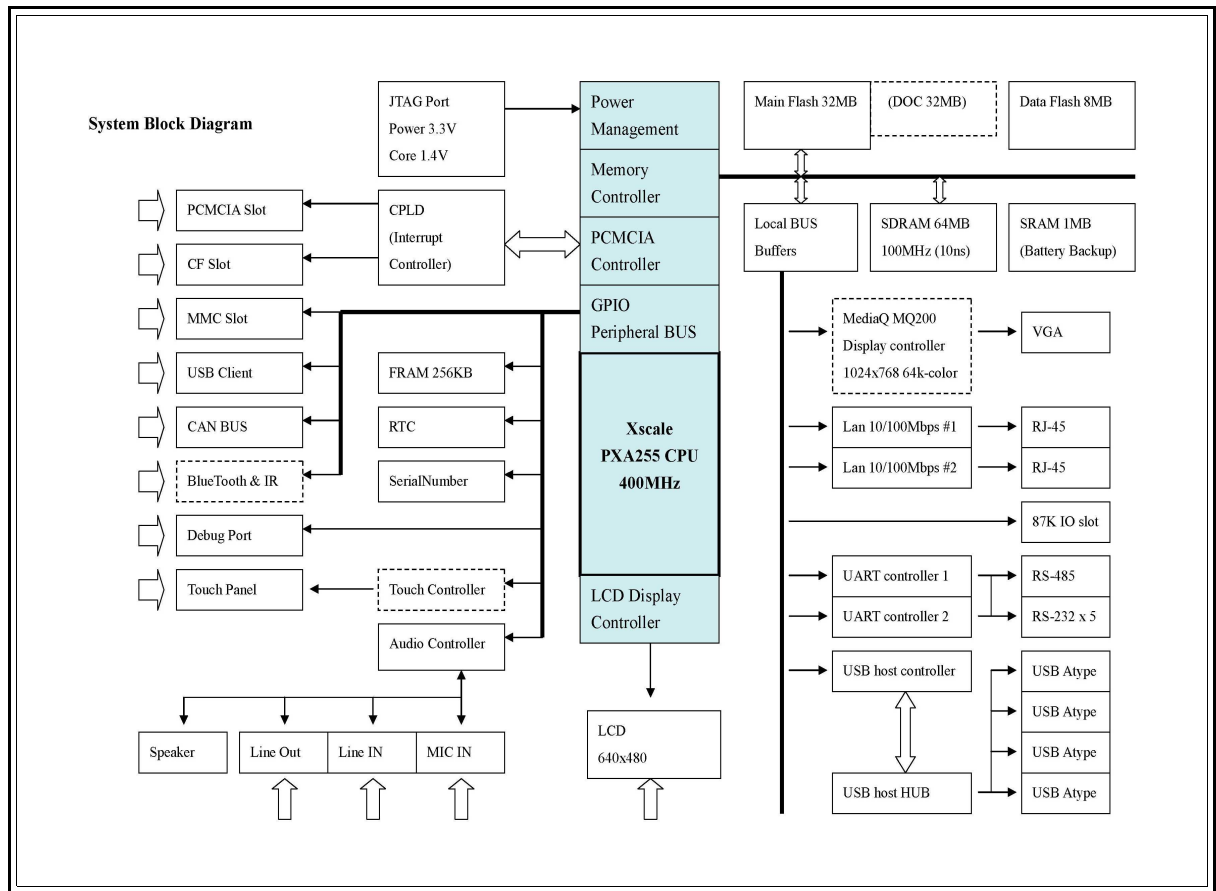 System Block Diagram
JTAG Port
Power 3.3V
Core 1.4V
Power
Management
Main Flash 32MB
(DOC 32MB)
Data Flash 8MB
Memory
Controller
PCMCIA Slot
CF Slot
CPLD
(Interrupt
Controller)
PCMCIA
Controller
Local BUS
Buffers
SDRAM 64MB
100MHz (10ns)
SRAM 1MB
(Battery Backup)
GPIO
Peripheral BUS
MMC Slot
USB Client
CAN BUS
BlueTooth & IR
Debug Port
Touch Panel
FRAM 256KB
RTC
SerialNumber
Touch Controller
Audio Controller
Xscale
PXA255 CPU
400MHz
LCD Display
Controller
MediaQ MQ200
Display controller
1024x768 64k-color
VGA
Lan 10/100Mbps #1
RJ-45
Lan 10/100Mbps #2
RJ-45
87K IO slot
UART controller 1
RS-485
UART controller 2
RS-232 x 5
USB host controller
USB Atype
USB Atype
USB Atype
USB host HUB
USB Atype
Speaker
Line Out
Line IN
MIC IN
LCD
640x480